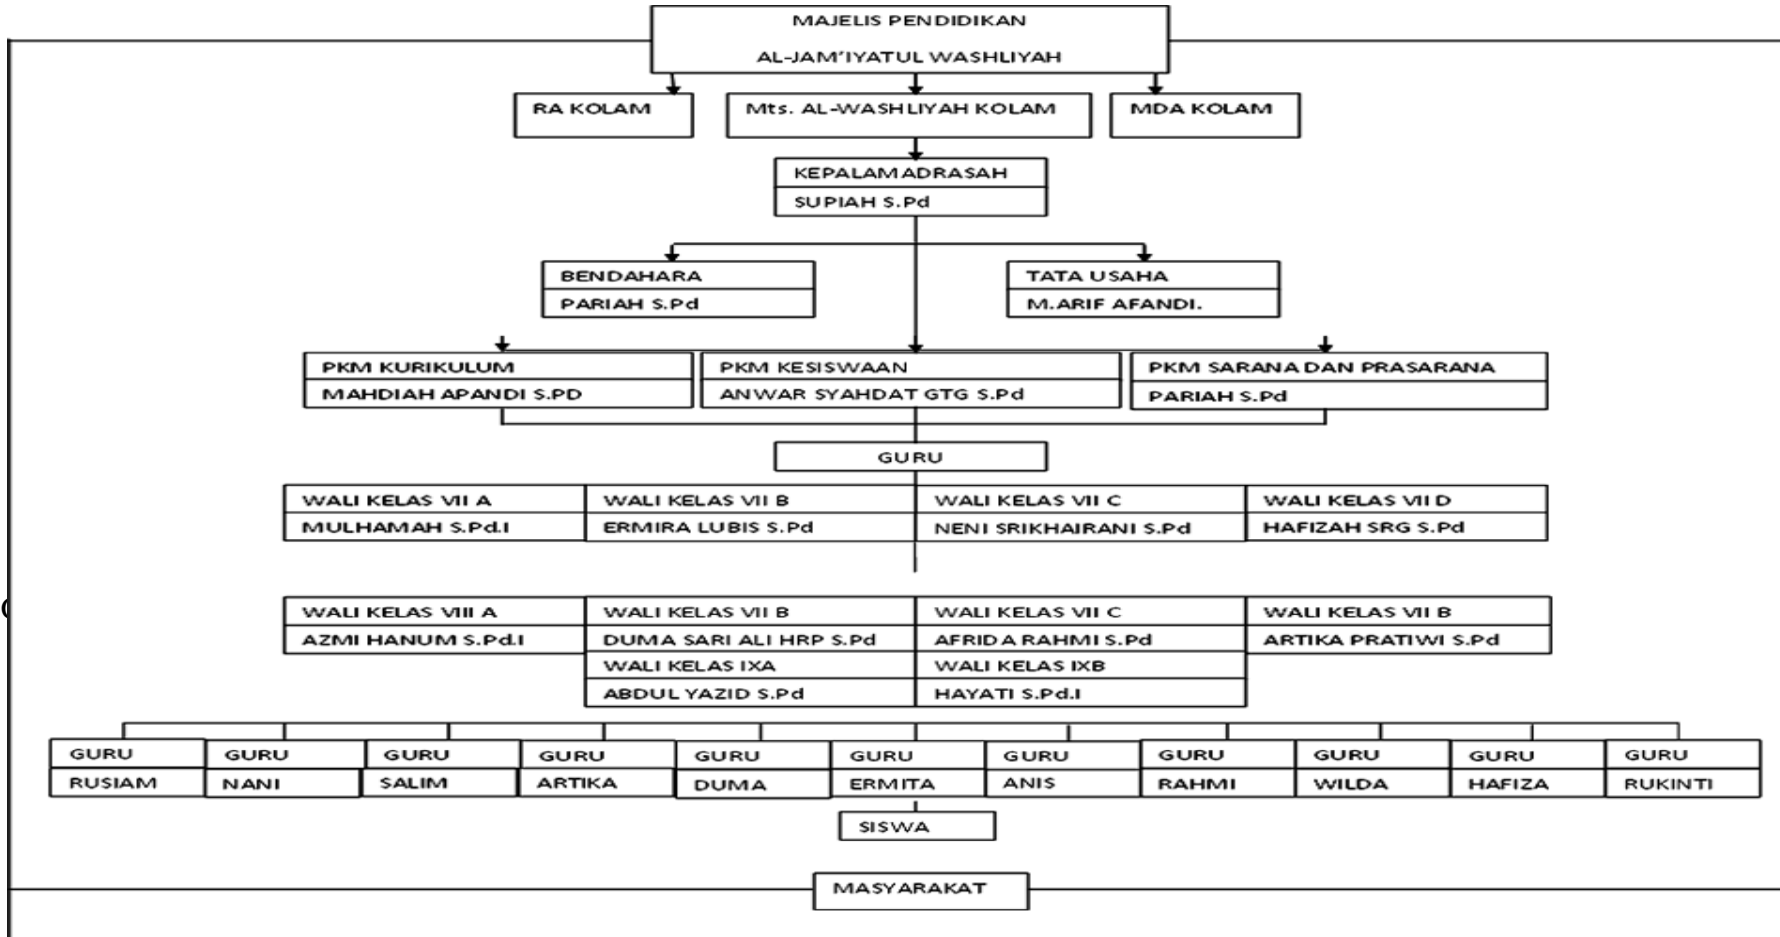 MAJELIS PENDIDIKAN
AL-JAM'IYATUL WASHLIYAH
RA KOLAM
Mts. AL-WASHLIYAH KOLAM
MDA KOLAM
KEPALAMADRASAH
SUPIAH S.Pd
BENDAHARA
PARIAH S.Pd
TATA USAHA
M.ARIF AFANDI.
PKM KURIKULUM
MAHDIAH APANDI S.PD
PKM KESISWAAN
ANWAR SYAHDAT GTG S.Pd
PKM SARANA DAN PRASARANA
PARIAH S.Pd
GURU
WALI KELAS VII A
MULHAMAH S.Pd.I
WALI KELAS VII B
ERMIRA LUBIS S.Pd
WALI KELAS VII C
NENI SRIKHAIRANI S.Pd
WALI KELAS VII D
HAFIZAH SRG S.Pd
WALI KELAS VIII A
AZMI HANUM S.Pd.I
WALI KELAS VII B
DUMA SARI ALI HRP S.Pd
WALI KELAS VII C
AFRIDA RAHMI S.Pd
WALI KELAS VII B
ARTIKA PRATIWI S.Pd
WALI KELAS IXA
ABDUL YAZID S.Pd
WALI KELAS IXB
HAYATI S.Pd.I
GURU
RUSIAM
GURU
NANI
GURU
SALIM
GURU
ARTIKA
GURU
DUMA
GURU
ERMITA
GURU
ANIS
GURU
RAHMI
GURU
WILDA
GURU
HAFIZA
GURU
RUKINTI
SISWA
MASYARAKAT